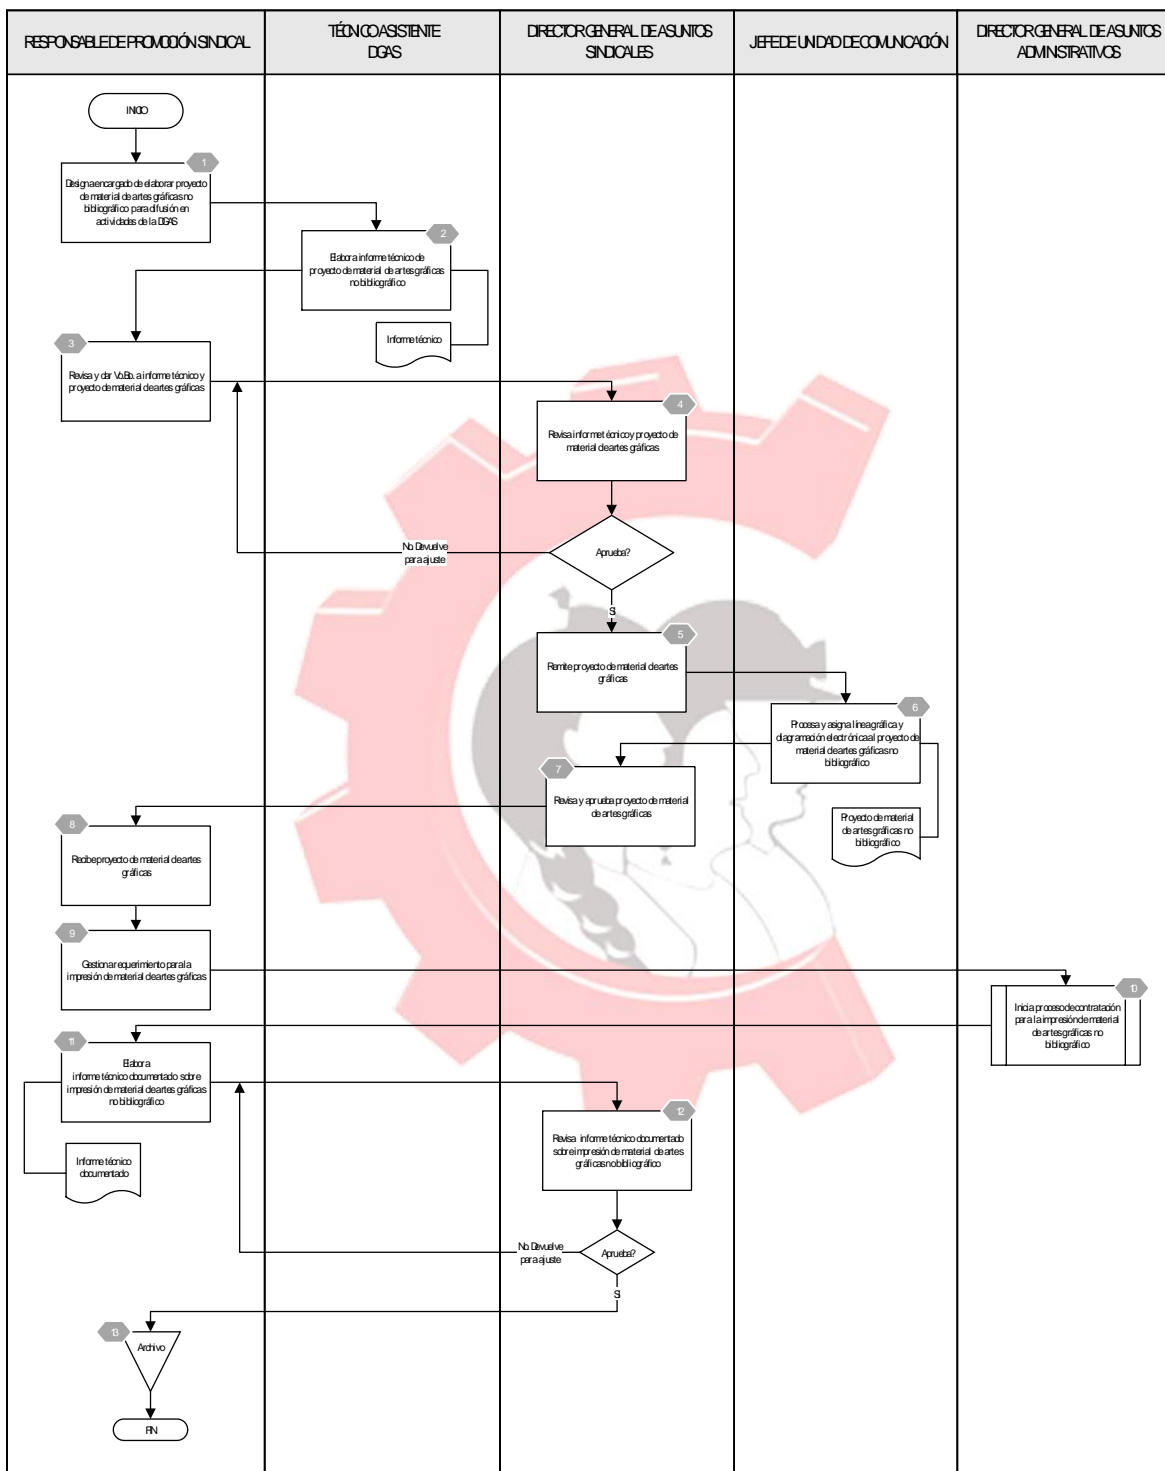 RESPONSABLE DE PROMOCIÓN SINDICAL
TÉCNICO ASISTENTE
DGAS
DIRECTOR GENERAL DE ASUNTOS
SINDICALES
JEFE DE UNIDAD DE COMUNICACIÓN
DIRECTOR GENERAL DE ASUNTOS
ADMINISTRATIVOS
INICIO
1
Designa encargado de elaborar proyecto
de material de artes gráficas no
bibliográfico para difusión en
actividades de la DGAS
2
Elabora informe técnico de
proyecto de material de artes gráficas
no bibliográfico
Informe técnico
3
Revisa y dar Vo.Bo. a informe técnico y
proyecto de material de artes gráficas
4
Revisa informe técnico y proyecto de
material de artes gráficas
Aprueba?
No. Devuelve
para ajuste
SI
5
Remite proyecto de material de artes
gráficas
6
Procesa y asigna línea gráfica y
diagramación electrónica al proyecto de
material de artes gráficas no
bibliográfico
Proyecto de material
de artes gráficas no
bibliográfico
7
Revisa y aprueba proyecto de material
de artes gráficas
8
Recibe proyecto de material de artes
gráficas
9
Gestionar requerimiento para la
impresión de material de artes gráficas
10
Inicia proceso de contratación
para la impresión de material
de artes gráficas no
bibliográfico
11
Elabora
informe técnico documentado sobre
impresión de material de artes gráficas
no bibliográfico
Informe técnico
documentado
12
Revisa informe técnico documentado
sobre impresión de material de artes
gráficas no bibliográfico
Aprueba?
No. Devuelve
para ajuste
SI
13
Archivo
FIN